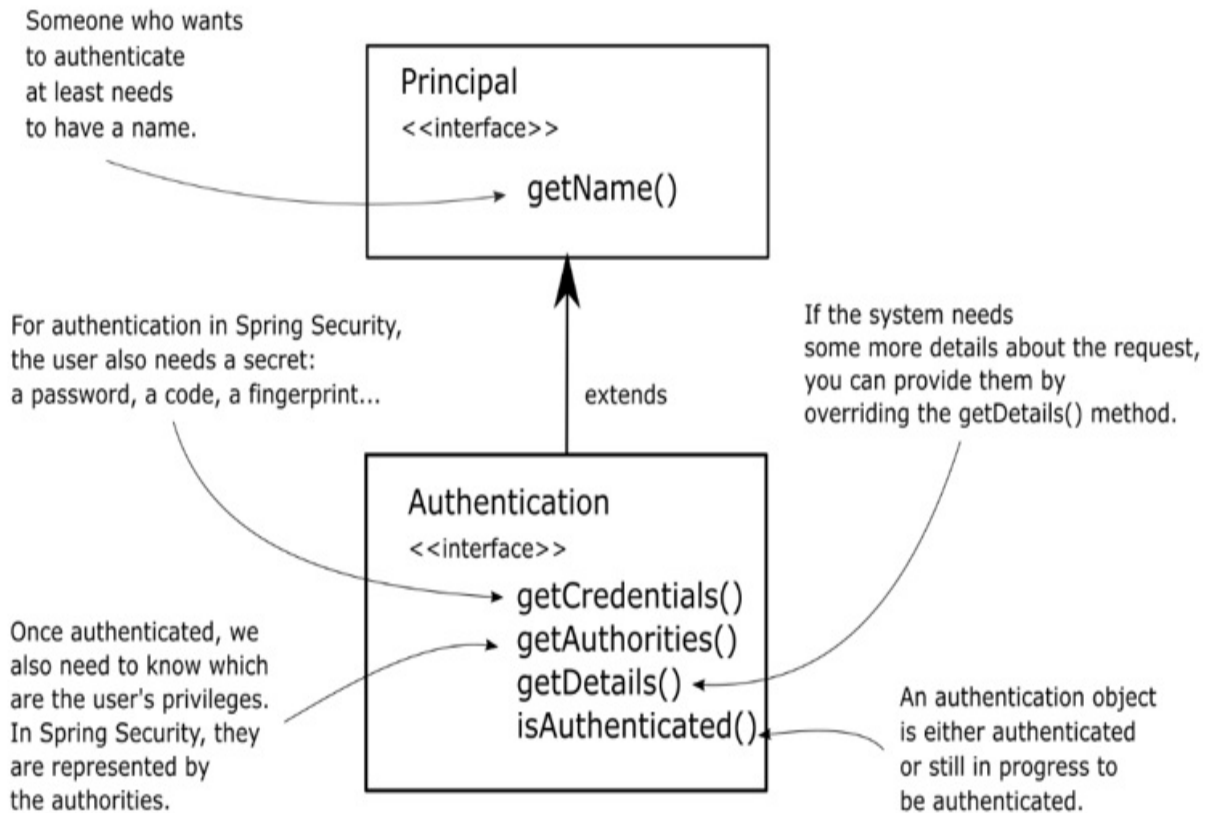 Someone who wants
to authenticate
at least needs
to have a name.
Principal
<<interface>>
getName()
For authentication in Spring Security,
the user also needs a secret:
a password, a code, a fingerprint...
extends
If the system needs
some more details about the request,
you can provide them by
overriding the getDetails() method.
Authentication
<<interface>>
getCredentials()
getAuthorities()
getDetails()
isAuthenticated()
Once authenticated, we
also need to know which
are the user's privileges.
In Spring Security, they
are represented by
the authorities.
An authentication object
is either authenticated
or still in progress to
be authenticated.